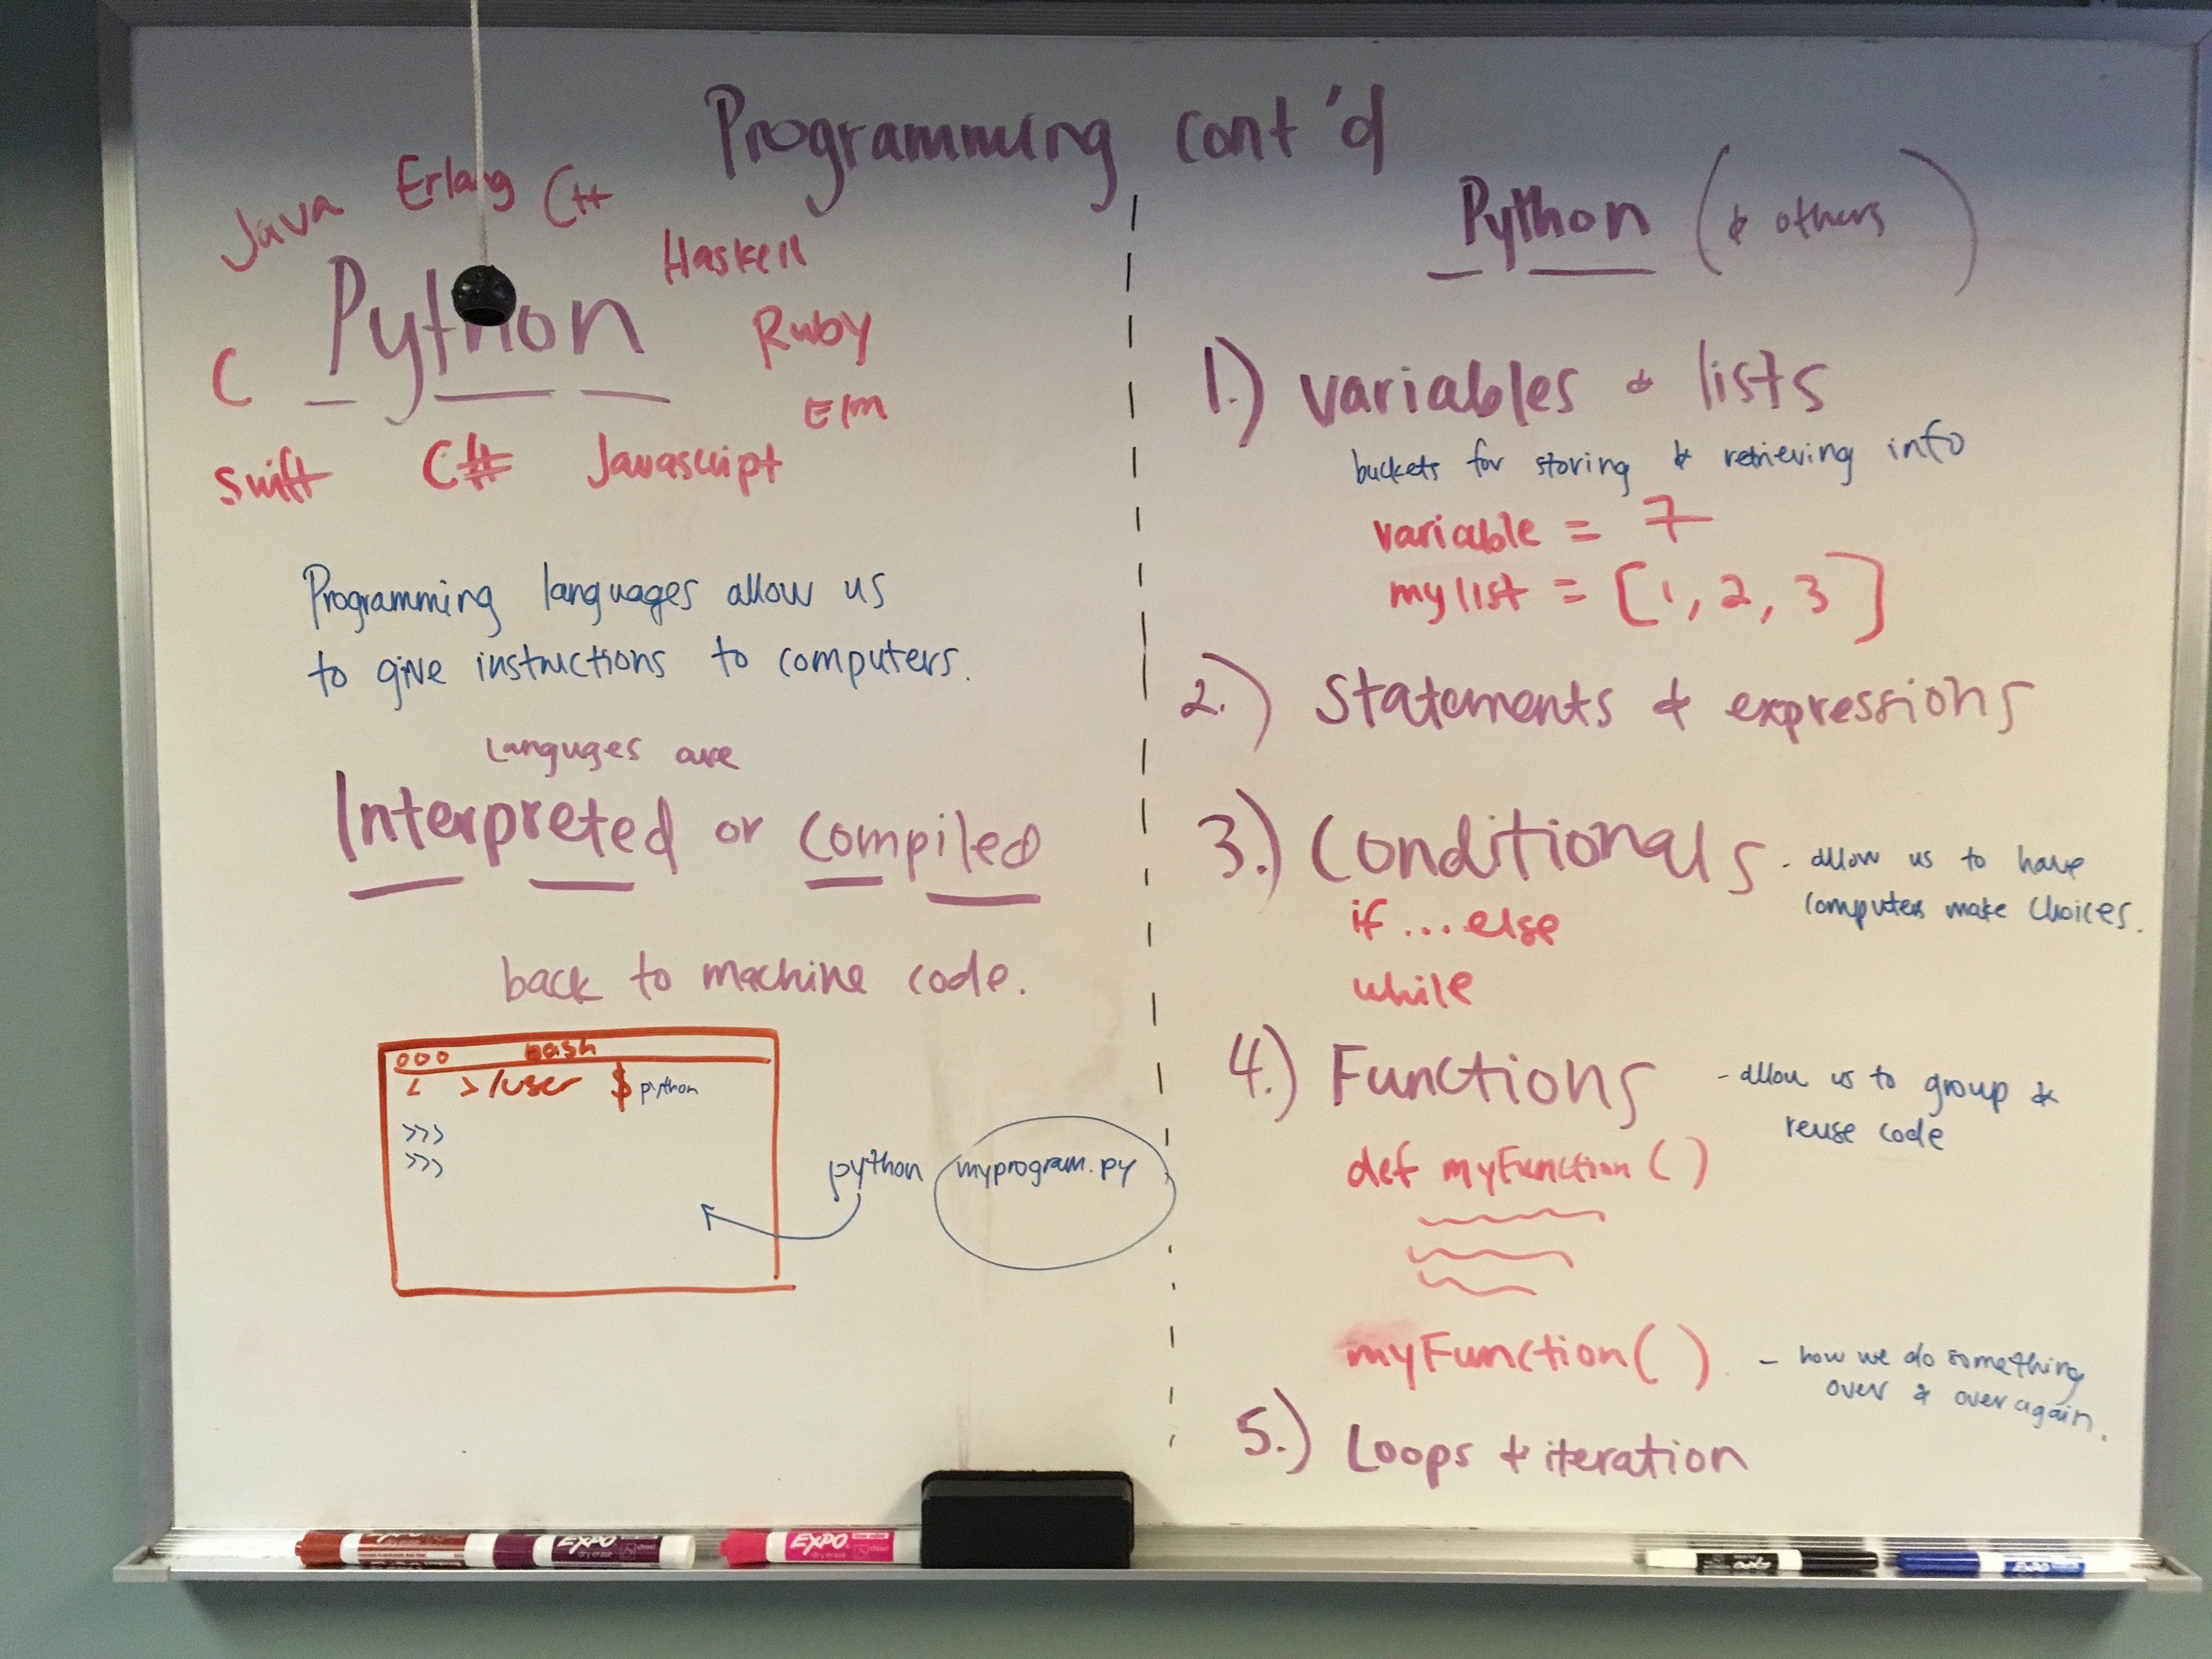 Programming cont'd
Java Erlang C++
Haskell
Python
Ruby
C
Elm
Swift C# Javascript
Programming languages allow us
to give instructions to computers.
Languges are
Interpreted or compiled
back to machine code.
bash
< >/user $ python
>>>
>>>
python myprogram.py
Python (& others)
1.) variables & lists
buckets for storing & retrieving info
variable = 7
mylist = [1, 2, 3]
2.) Statements & expressions
3.) Conditionals - allow us to have
computers make choices.
if ... else
while
4.) Functions - allow us to group &
reuse code
def myFunction()
myFunction() - how we do something
over & over again.
5.) Loops & iteration
EXPO
dry erase
EXPO
dry erase
EXPO